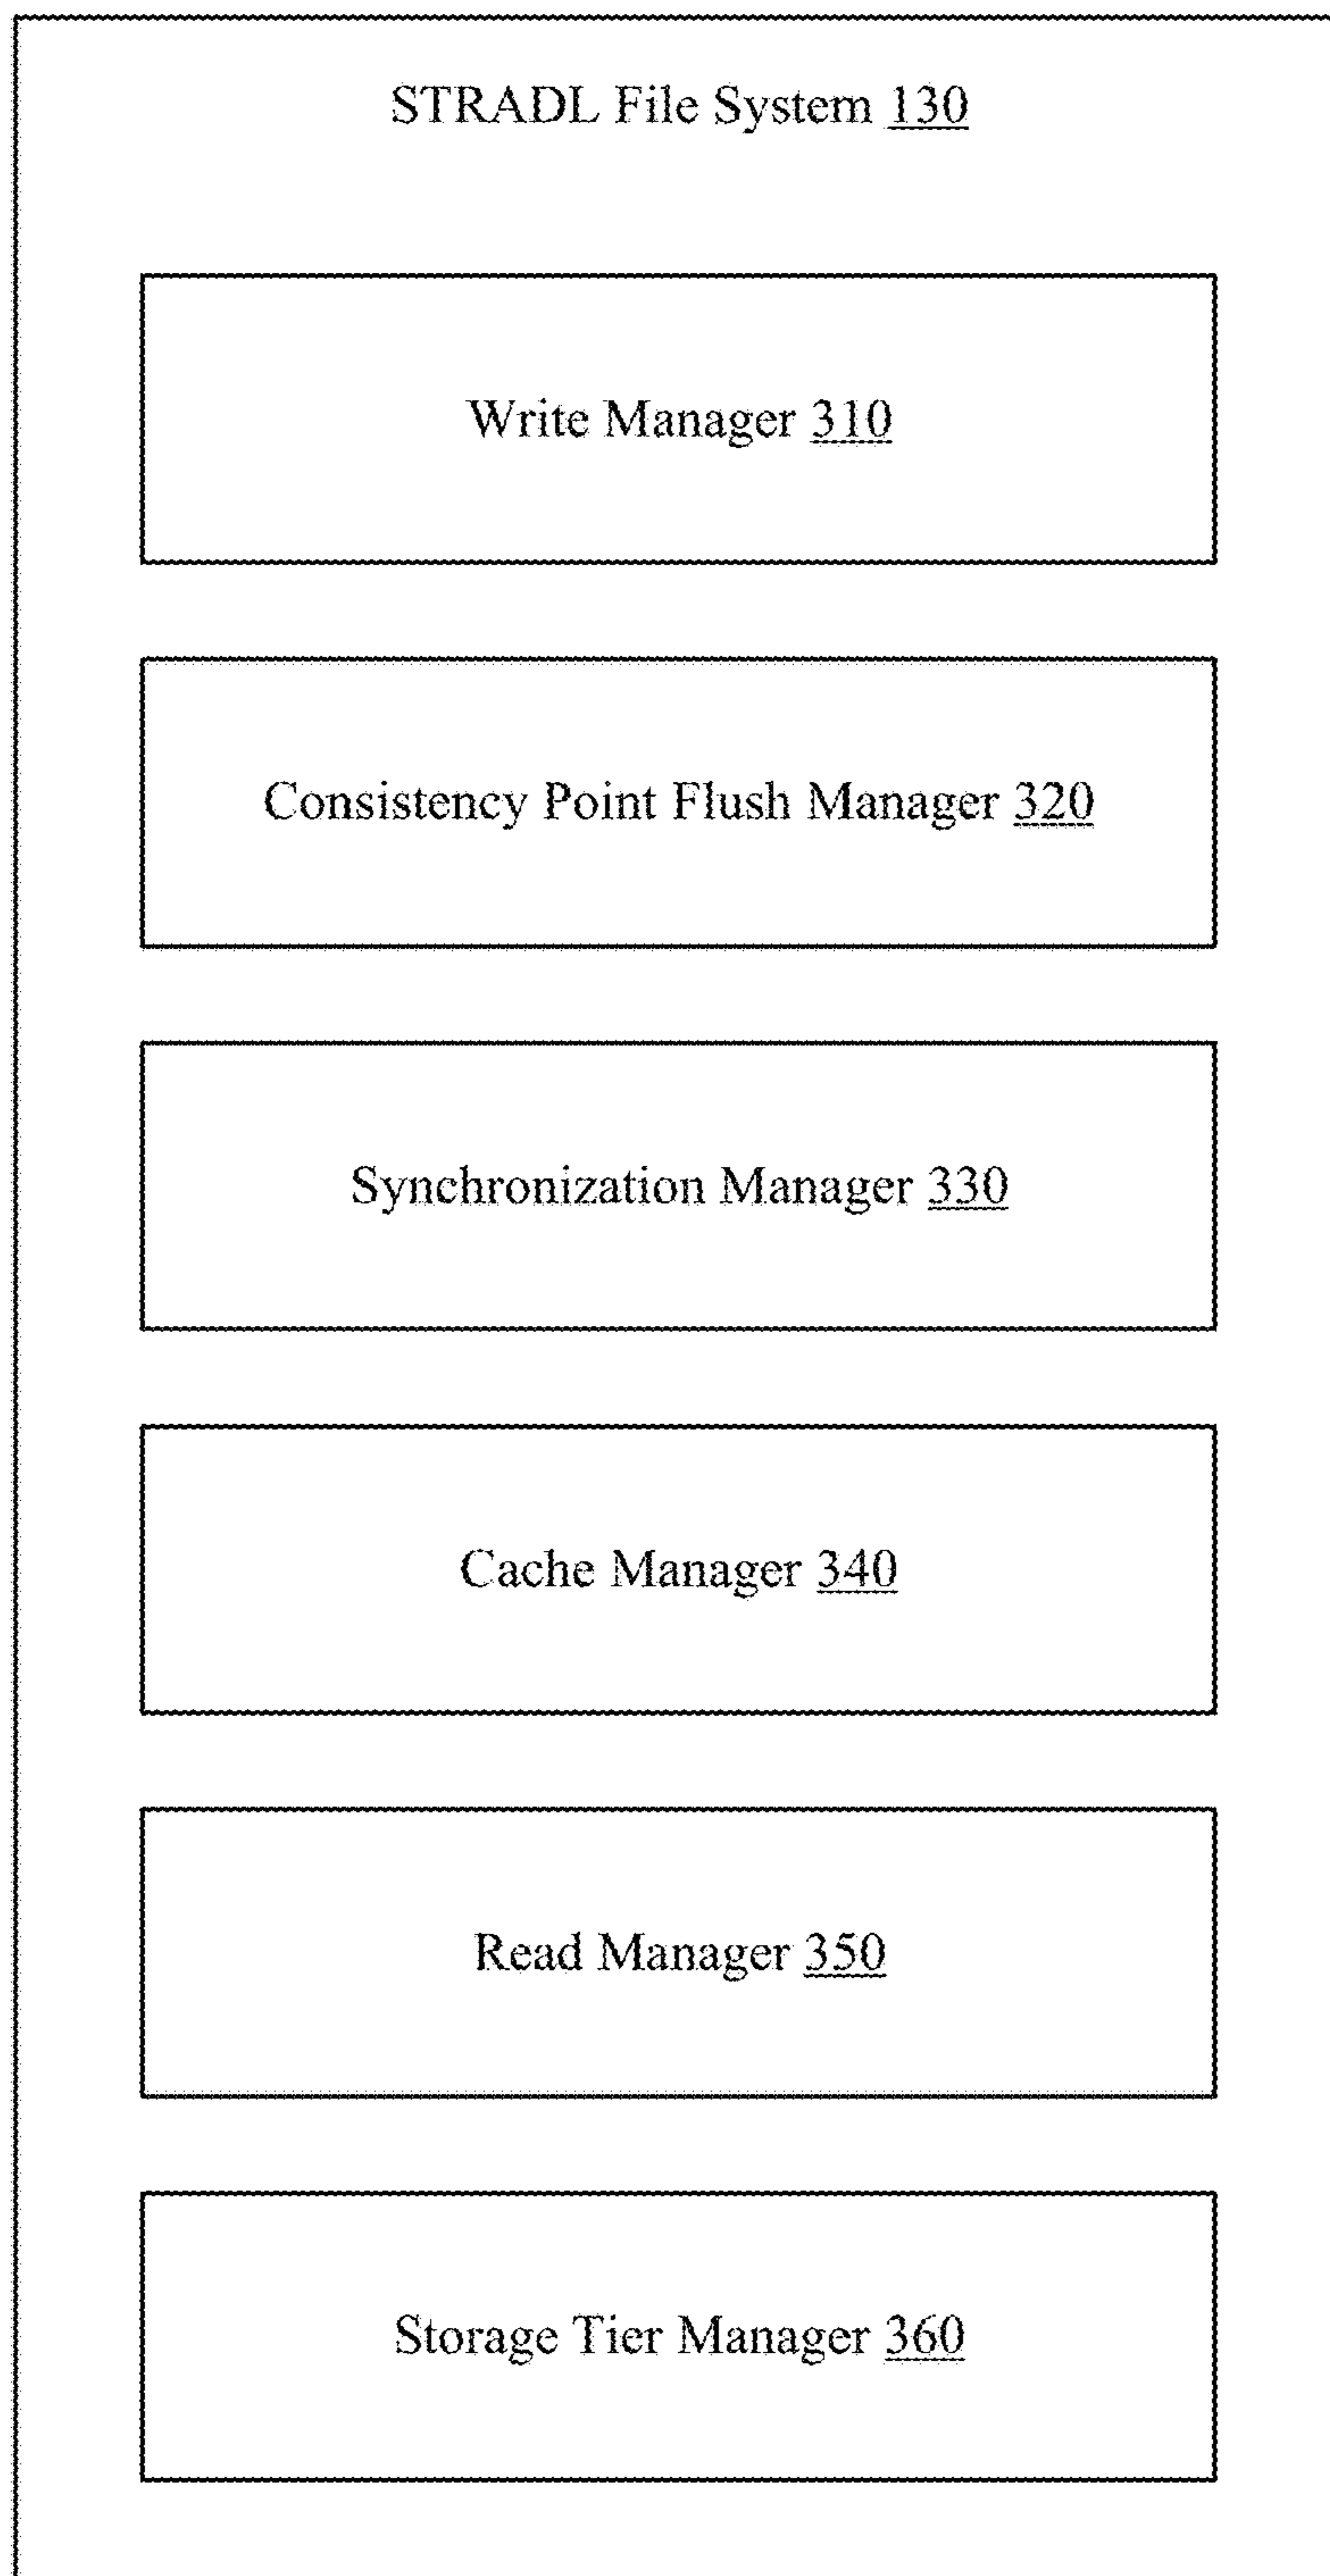 STRADL File System 130
Write Manager 310
Consistency Point Flush Manager 320
Synchronization Manager 330
Cache Manager 340
Read Manager 350
Storage Tier Manager 360